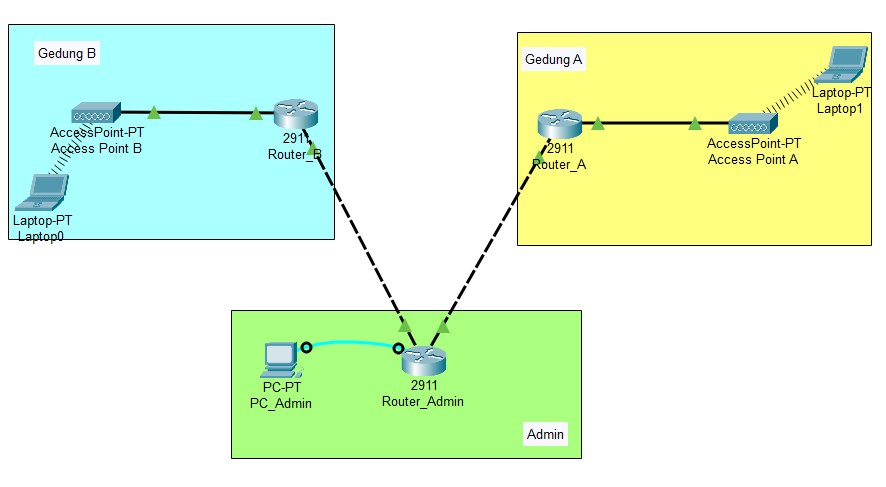 Gedung B
AccessPoint-PT
Access Point B
2911
Router_B
Laptop-PT
Laptop0
Gedung A
Laptop-PT
Laptop1
2911
Router_A
AccessPoint-PT
Access Point A
PC-PT
PC_Admin
2911
Router_Admin
Admin